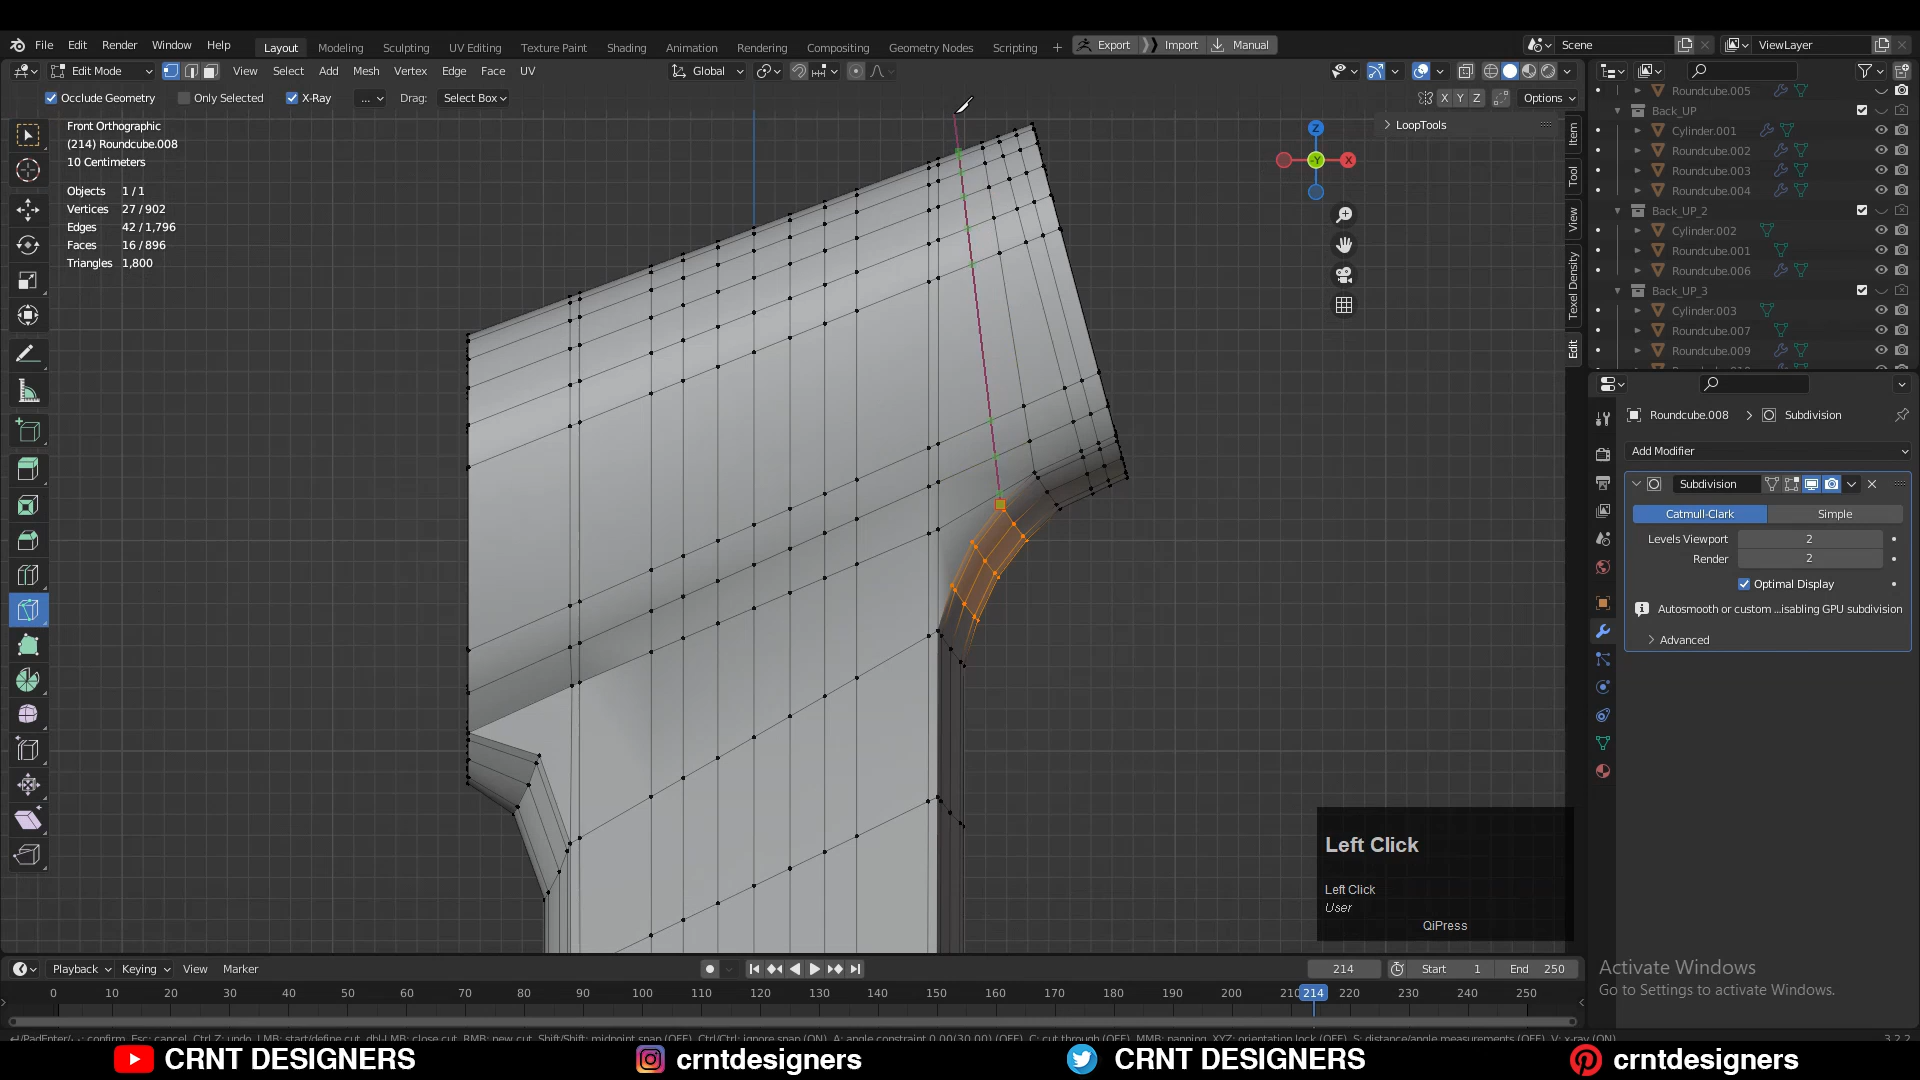 File Edit Render Window Help Layout Modeling Sculpting UV Editing Texture Paint Shading Animation Rendering Compositing Geometry Nodes Scripting + Export Import Manual Scene ViewLayer
Edit Mode View Select Add Mesh Vertex Edge Face UV Global
Occlude Geometry Only Selected X-Ray ... Drag: Select Box X Y Z Options
Front Orthographic
(214) Roundcube.008
10 Centimeters
Objects 1 / 1
Vertices 27 / 902
Edges 42 / 1,796
Faces 16 / 896
Triangles 1,800
LoopTools
Z
-Y
X
Item
Tool
View
Texel Density
Edit
Roundcube.005
Back_UP
Cylinder.001
Roundcube.002
Roundcube.003
Roundcube.004
Back_UP_2
Cylinder.002
Roundcube.001
Roundcube.006
Back_UP_3
Cylinder.003
Roundcube.007
Roundcube.009
Roundcube.008 > Subdivision
Add Modifier
Subdivision
Catmull-Clark Simple
Levels Viewport 2
Render 2
Optimal Display
Autosmooth or custom ...isabling GPU subdivision
Advanced
Left Click
Left Click
User
QiPress
Activate Windows
Go to Settings to activate Windows.
Playback Keying View Marker 214 Start 1 End 250
0 10 20 30 40 50 60 70 80 90 100 110 120 130 140 150 160 170 180 190 200 210 214 220 230 240 250
3.2.2
CRNT DESIGNERS crntdesigners CRNT DESIGNERS crntdesigners